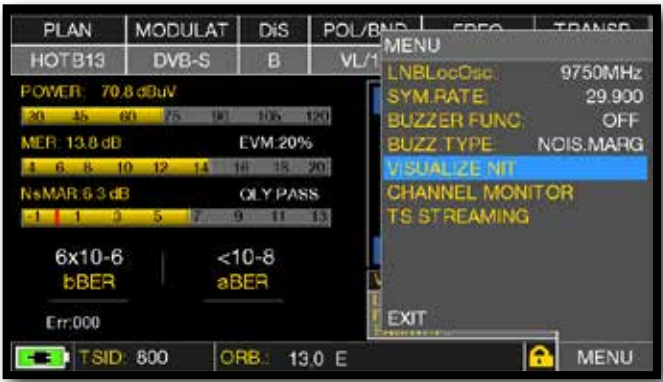 PLAN MODULAT DiS POL/BND FREQ TRANSP
HOTB13 DVB-S B VL/1
MENU
LNBLocOsc: 9750MHz
SYM.RATE: 29.900
BUZZER FUNC: OFF
BUZZ TYPE: NOIS.MARG
VISUALIZE NIT
CHANNEL MONITOR
TS STREAMING
EXIT
POWER: 70.8 dBuV
30 45 60 75 90 105 120
MER: 13.8 dB EVM:20%
4 6 8 10 12 14 16 18 20
NsMAR:6.3 dB QLY PASS
-1 1 3 5 7 9 11 13
6x10-6 <10-8
bBER aBER
Err:000
TSID: 800 ORB.: 13,0 E MENU